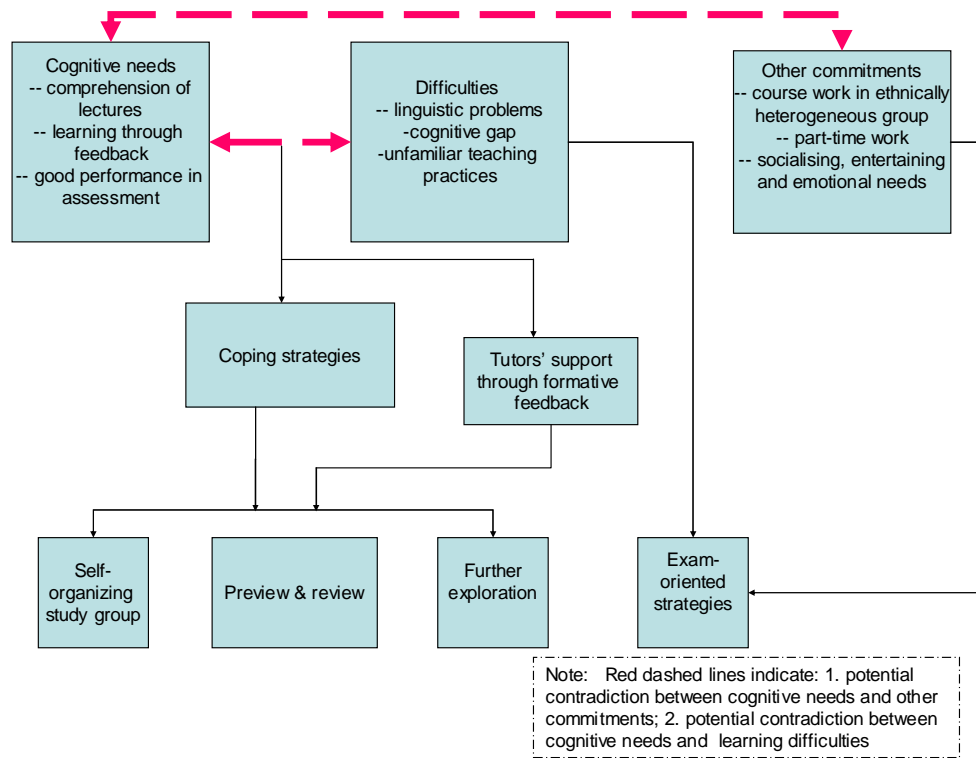 Cognitive needs
-- comprehension of
lectures
-- learning through
feedback
-- good performance in
assessment
Difficulties
-- linguistic problems
-cognitive gap
-unfamiliar teaching
practices
Other commitments
-- course work in ethnically
heterogeneous group
-- part-time work
-- socialising, entertaining
and emotional needs
Coping strategies
Tutors’ support
through formative
feedback
Self-
organizing
study group
Preview & review
Further
exploration
Exam-
oriented
strategies
Note: Red dashed lines indicate: 1. potential
contradiction between cognitive needs and other
commitments; 2. potential contradiction between
cognitive needs and learning difficulties